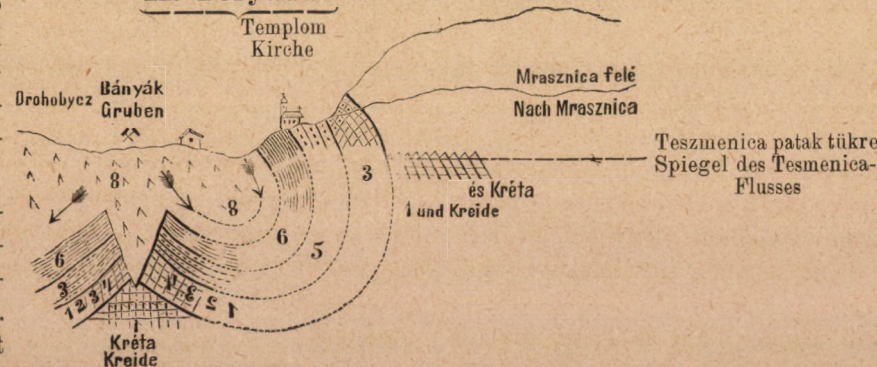 Templom
Kirche
Mrasznica felé
Nach Mrasznica
Drohobycz
Bányák
Gruben
Teszmenica patak tükre
Spiegel des Tesmenica-
Flusses
8
3
és Kréta
1 und Kreide
8
6
5
6
3
1 2 3 4
4 3 2 1
Kréta
Kreide